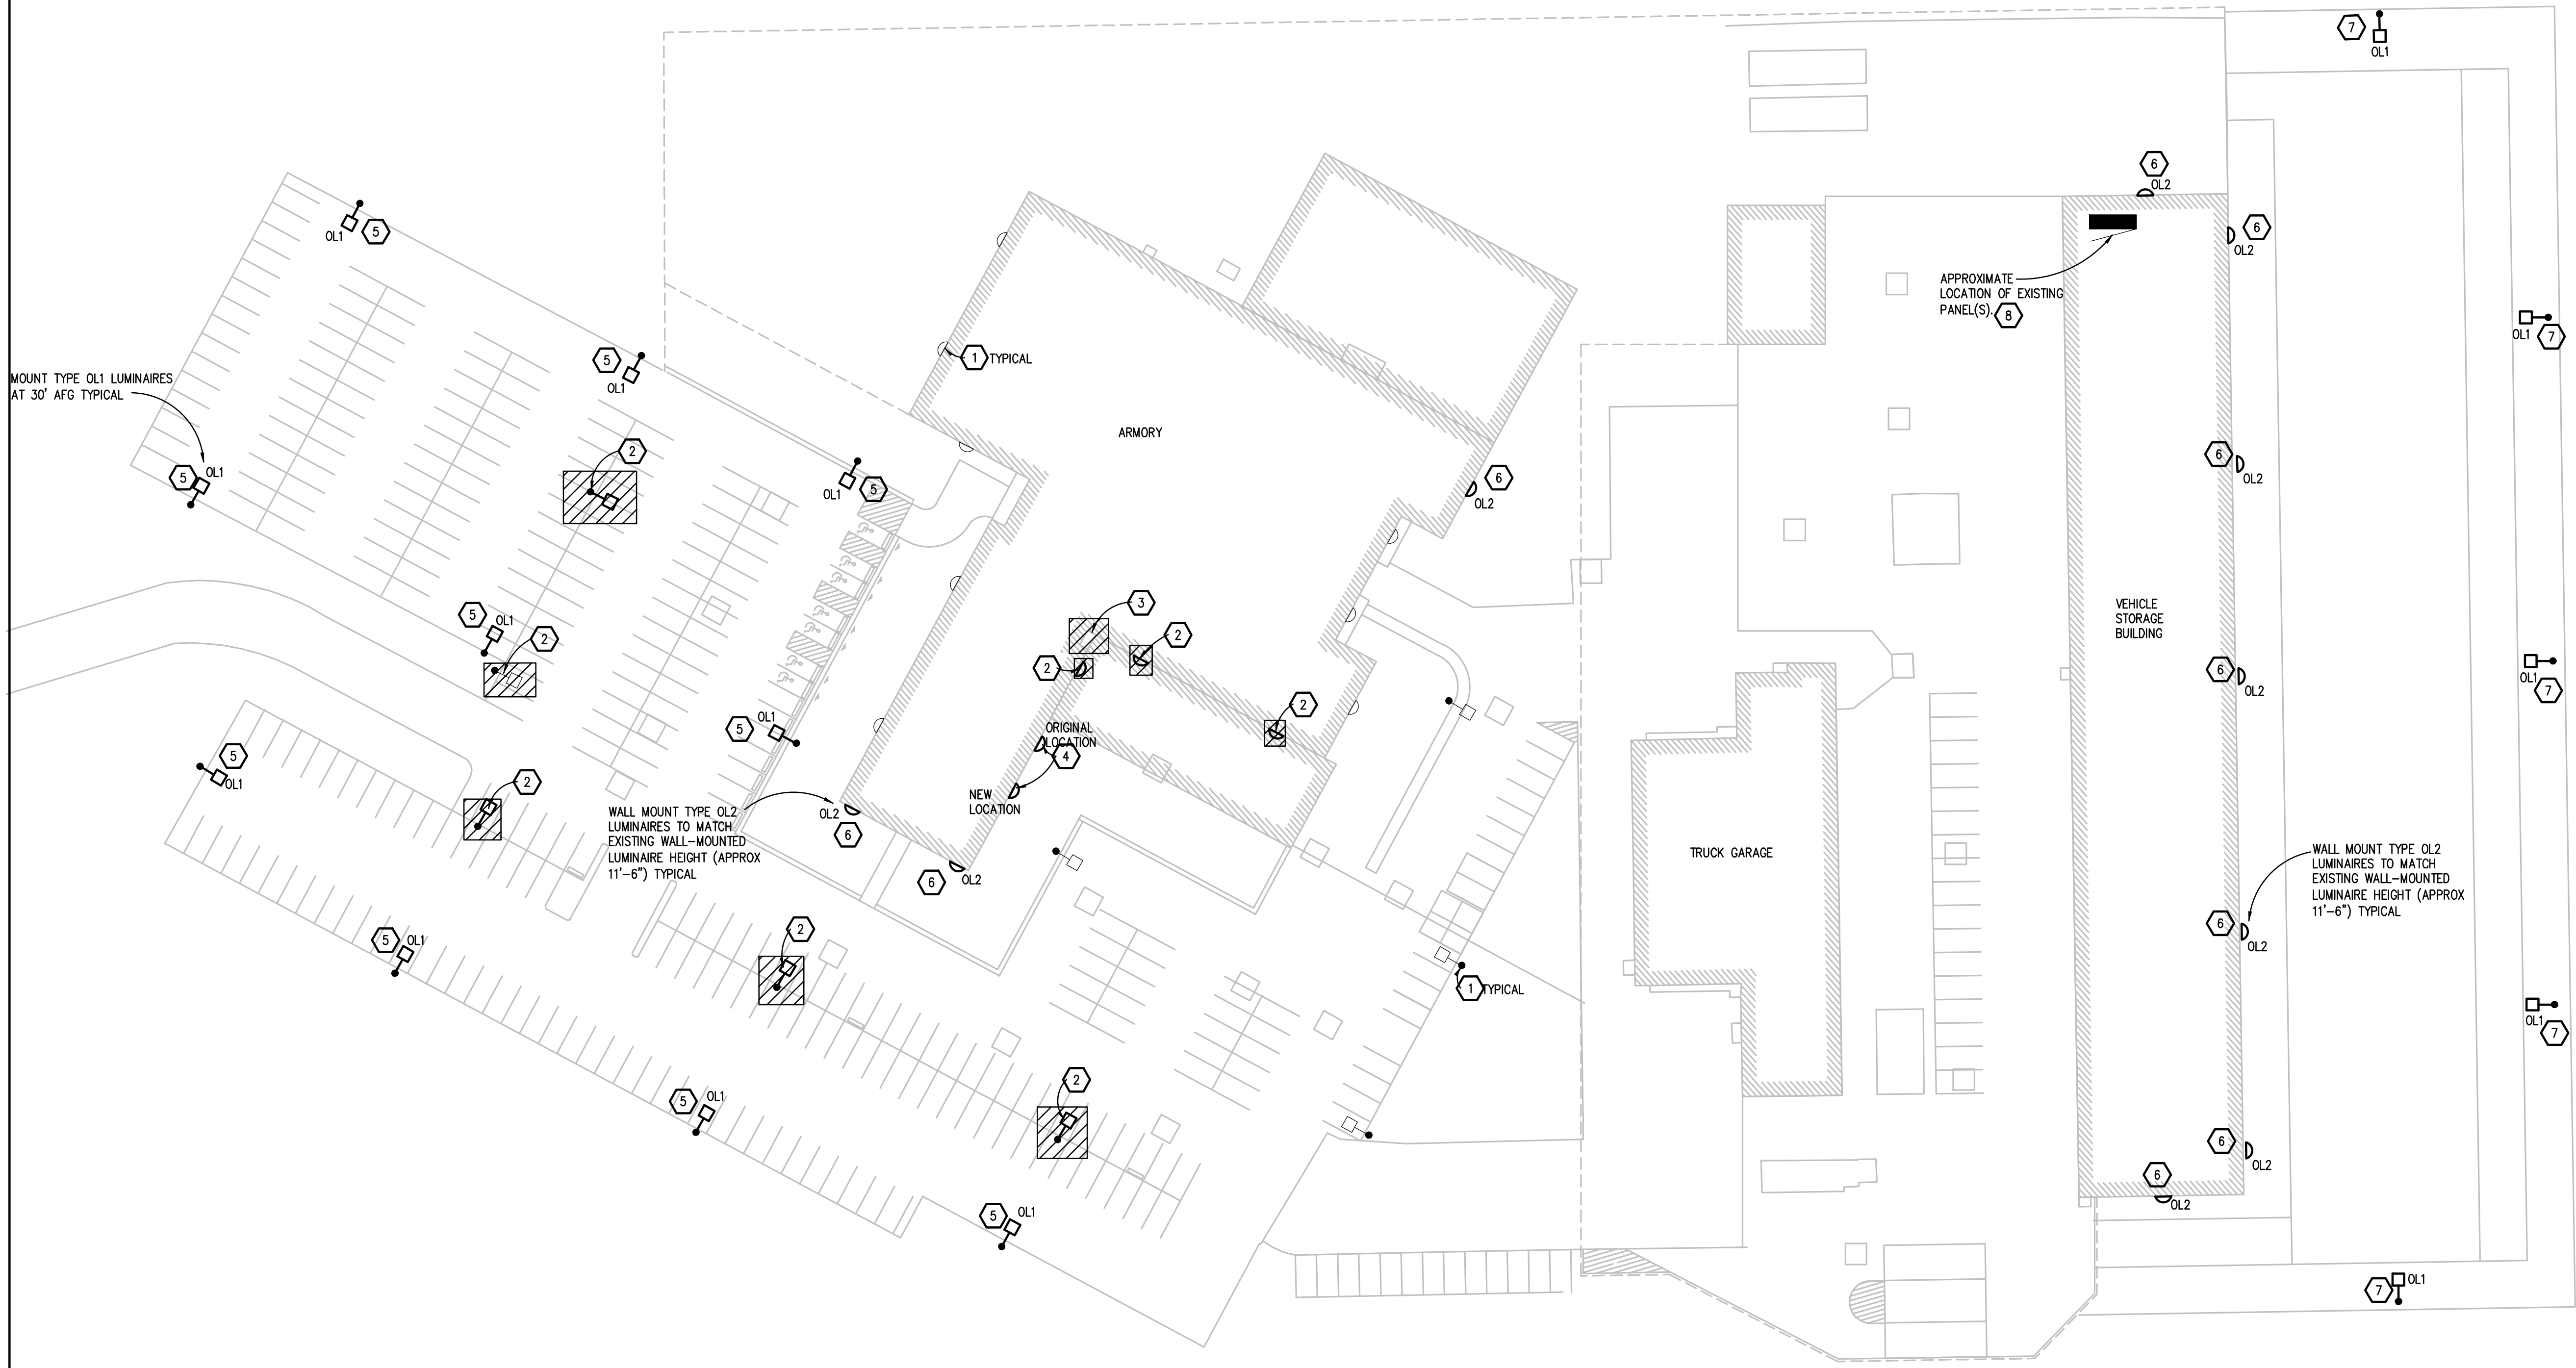 7
OL1
6
OL2
6
OL2
5
OL1
APPROXIMATE
LOCATION OF EXISTING
PANEL(S).
8
OL1
7
5
OL1
1
TYPICAL
MOUNT TYPE OL1 LUMINAIRES
AT 30' AFG TYPICAL
ARMORY
2
6
OL2
5
OL1
OL1
5
6
OL2
3
VEHICLE
STORAGE
BUILDING
5
OL1
2
2
2
OL1
7
6
OL2
2
5
OL1
ORIGINAL
LOCATION
4
5
OL1
2
NEW
LOCATION
WALL MOUNT TYPE OL2
LUMINAIRES TO MATCH
EXISTING WALL-MOUNTED
LUMINAIRE HEIGHT (APPROX
11'-6") TYPICAL
OL2
6
TRUCK GARAGE
WALL MOUNT TYPE OL2
LUMINAIRES TO MATCH
EXISTING WALL-MOUNTED
LUMINAIRE HEIGHT (APPROX
11'-6") TYPICAL
6
OL2
6
OL2
5
OL1
2
1
TYPICAL
OL1
7
5
OL1
2
6
OL2
6
OL2
5
OL1
7
OL1